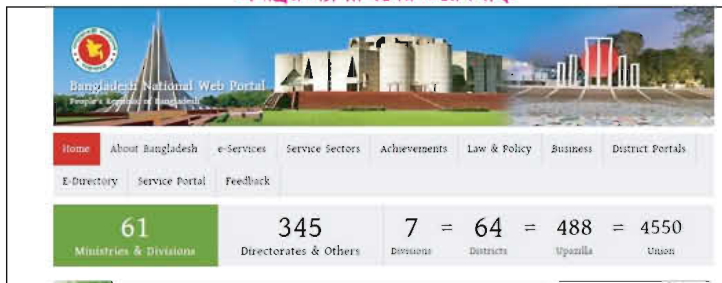 Bangladesh National Web Portal
People's Republic of Bangladesh
Home About Bangladesh e-Services Service Sectors Achievements Law & Policy Business District Portals
E-Directory Service Portal Feedback
61 345 7 = 64 = 488 = 4550
Ministries & Divisions Directorates & Others Divisions Districts Upazilla Union